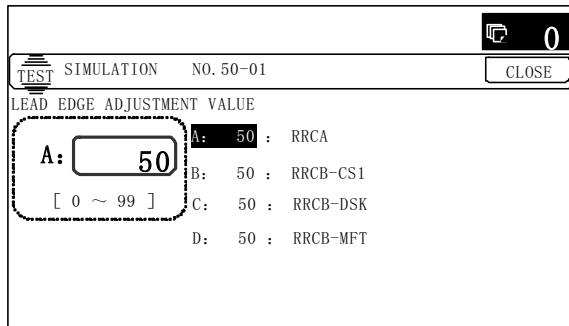 0
TEST SIMULATION NO.50-01 CLOSE
LEAD EDGE ADJUSTMENT VALUE
A: 50
[ 0 ~ 99 ]
A: 50 : RRCA
B: 50 : RRCB-CS1
C: 50 : RRCB-DSK
D: 50 : RRCB-MFT